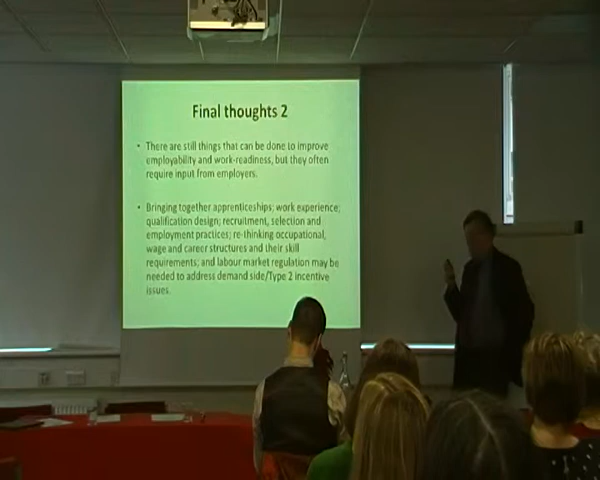 Final thoughts 2
• There are still things that can be done to improve
employability and work-readiness, but they often
require input from employers.
• Bringing together apprenticeships; work experience;
qualification design; recruitment, selection and
employment practices; re-thinking occupational,
wage and career structures and their skill
requirements; and labour market regulation may be
needed to address demand side/Type 2 incentive
issues.